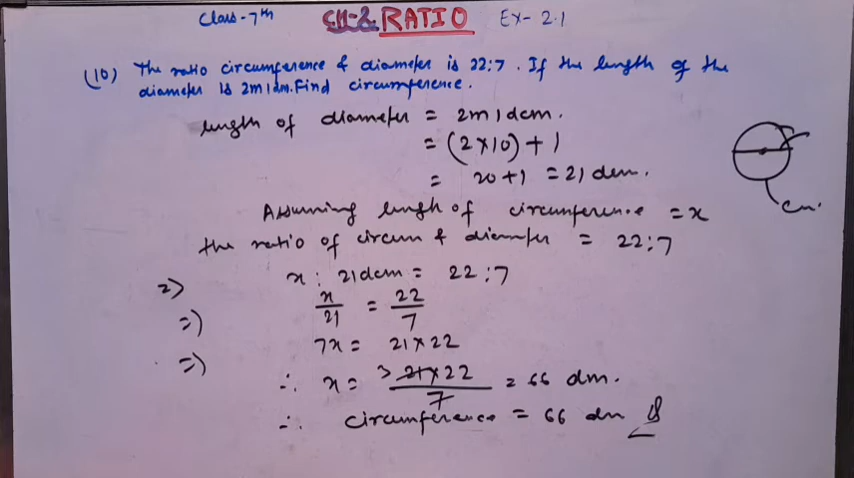 Class-7th CH-2 RATIO EX-2.1
(10) The ratio circumference & diameter is 22:7. If the length of the
diameter is 2m 1dm. Find circumference.
length of diameter = 2m 1dcm.
= (2×10)+1
= 20+1 = 21 dcm.
Assuming length of circumference = x
the ratio of circum & diameter = 22:7
=> x : 21dcm = 22:7
=> x/21 = 22/7
7x = 21×22
=> ∴ x = 3 21×22/7 = 66 dm.
∴ circumference = 66 dm